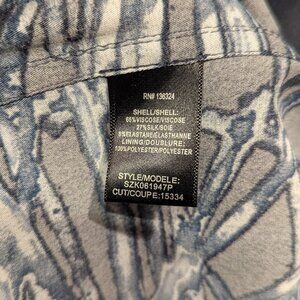 RN# 136324
SHELL/SHELL:
65%VISCOSE/VISCOSE
27%SILK/SOIE
8%ELASTANE/ELASTHANNE
LINING/DOUSLURE:
100%POLYESTER/POLYESTER
STYLE/MODELE:
SZK061947P
CUT/COUPE:15334